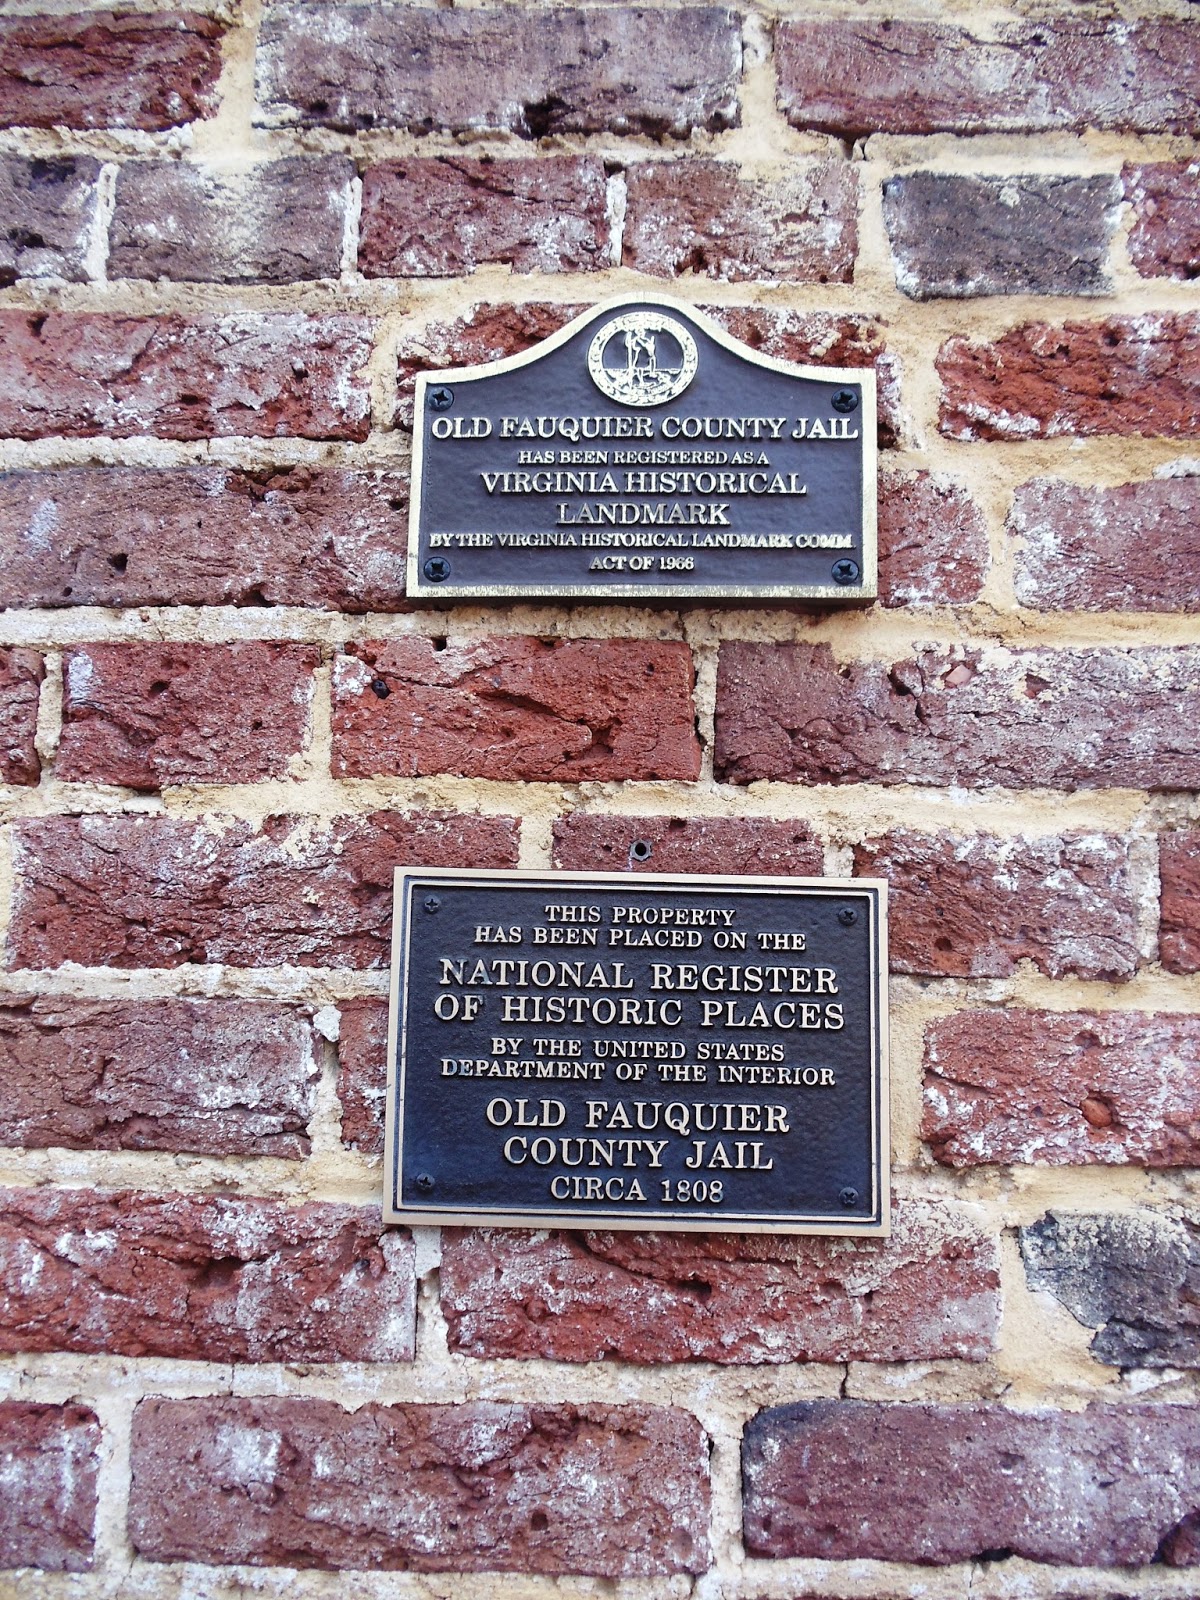 OLD FAUQUIER COUNTY JAIL
HAS BEEN REGISTERED AS A
VIRGINIA HISTORICAL
LANDMARK
BY THE VIRGINIA HISTORICAL LANDMARK COMM.
ACT OF 1966
THIS PROPERTY
HAS BEEN PLACED ON THE
NATIONAL REGISTER
OF HISTORIC PLACES
BY THE UNITED STATES
DEPARTMENT OF THE INTERIOR
OLD FAUQUIER
COUNTY JAIL
CIRCA 1808